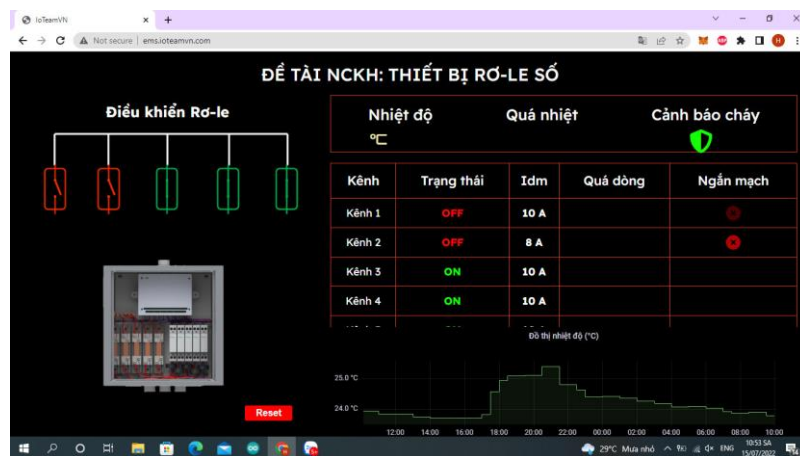 IoTeamVN
Not secure
ems.ioteamvn.com
ĐỀ TÀI NCKH: THIẾT BỊ RƠ-LE SỐ
Điều khiển Rơ-le
Nhiệt độ Quá nhiệt Cảnh báo cháy
°C
Kênh Trạng thái Iđm Quá dòng Ngắn mạch
Kênh 1 OFF 10 A
Kênh 2 OFF 8 A
Kênh 3 ON 10 A
Kênh 4 ON 10 A
Đồ thị nhiệt độ (°C)
25.0 °C
24.0 °C
12:00 14:00 16:00 18:00 20:00 22:00 00:00 02:00 04:00 06:00 08:00 10:00
Reset
29°C Mưa nhỏ ENG 10:53 SA
15/07/2022